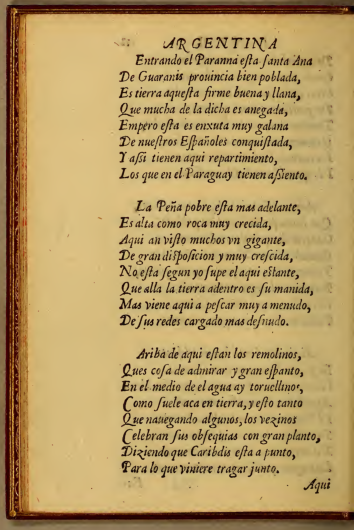 ARGENTINA
Entrando el Paranna esta santa Ana
De Guaranis prouincia bien poblada,
Es tierra aquesta firme buena y llana,
Que mucha de la dicha es anegada,
Empero esta es enxuta muy galana
De nuestros Españoles conquistada,
Y assi tienen aqui repartimiento,
Los que en el Paraguay tienen assiento.
La Peña pobre esta mas adelante,
Es alta como roca muy crecida,
Aqui an visto muchos vn gigante,
De gran disposicion y muy crescida,
No esta segun yo supe el aqui estante,
Que alla la tierra adentro es su manida,
Mas viene aqui a pescar muy a menudo,
De sus redes cargado mas desnudo.
Ariba de aqui estan los remolinos,
Ques cosa de admirar y gran espanto,
En el medio de el agua ay toruellinos,
Como suele aca en tierra, y esto tanto
Que nauegando algunos, los vezinos
Celebran sus obsequias con gran planto,
Diziendo que Caribdis esta a punto,
Para lo que viniere tragar junto.
Aqui